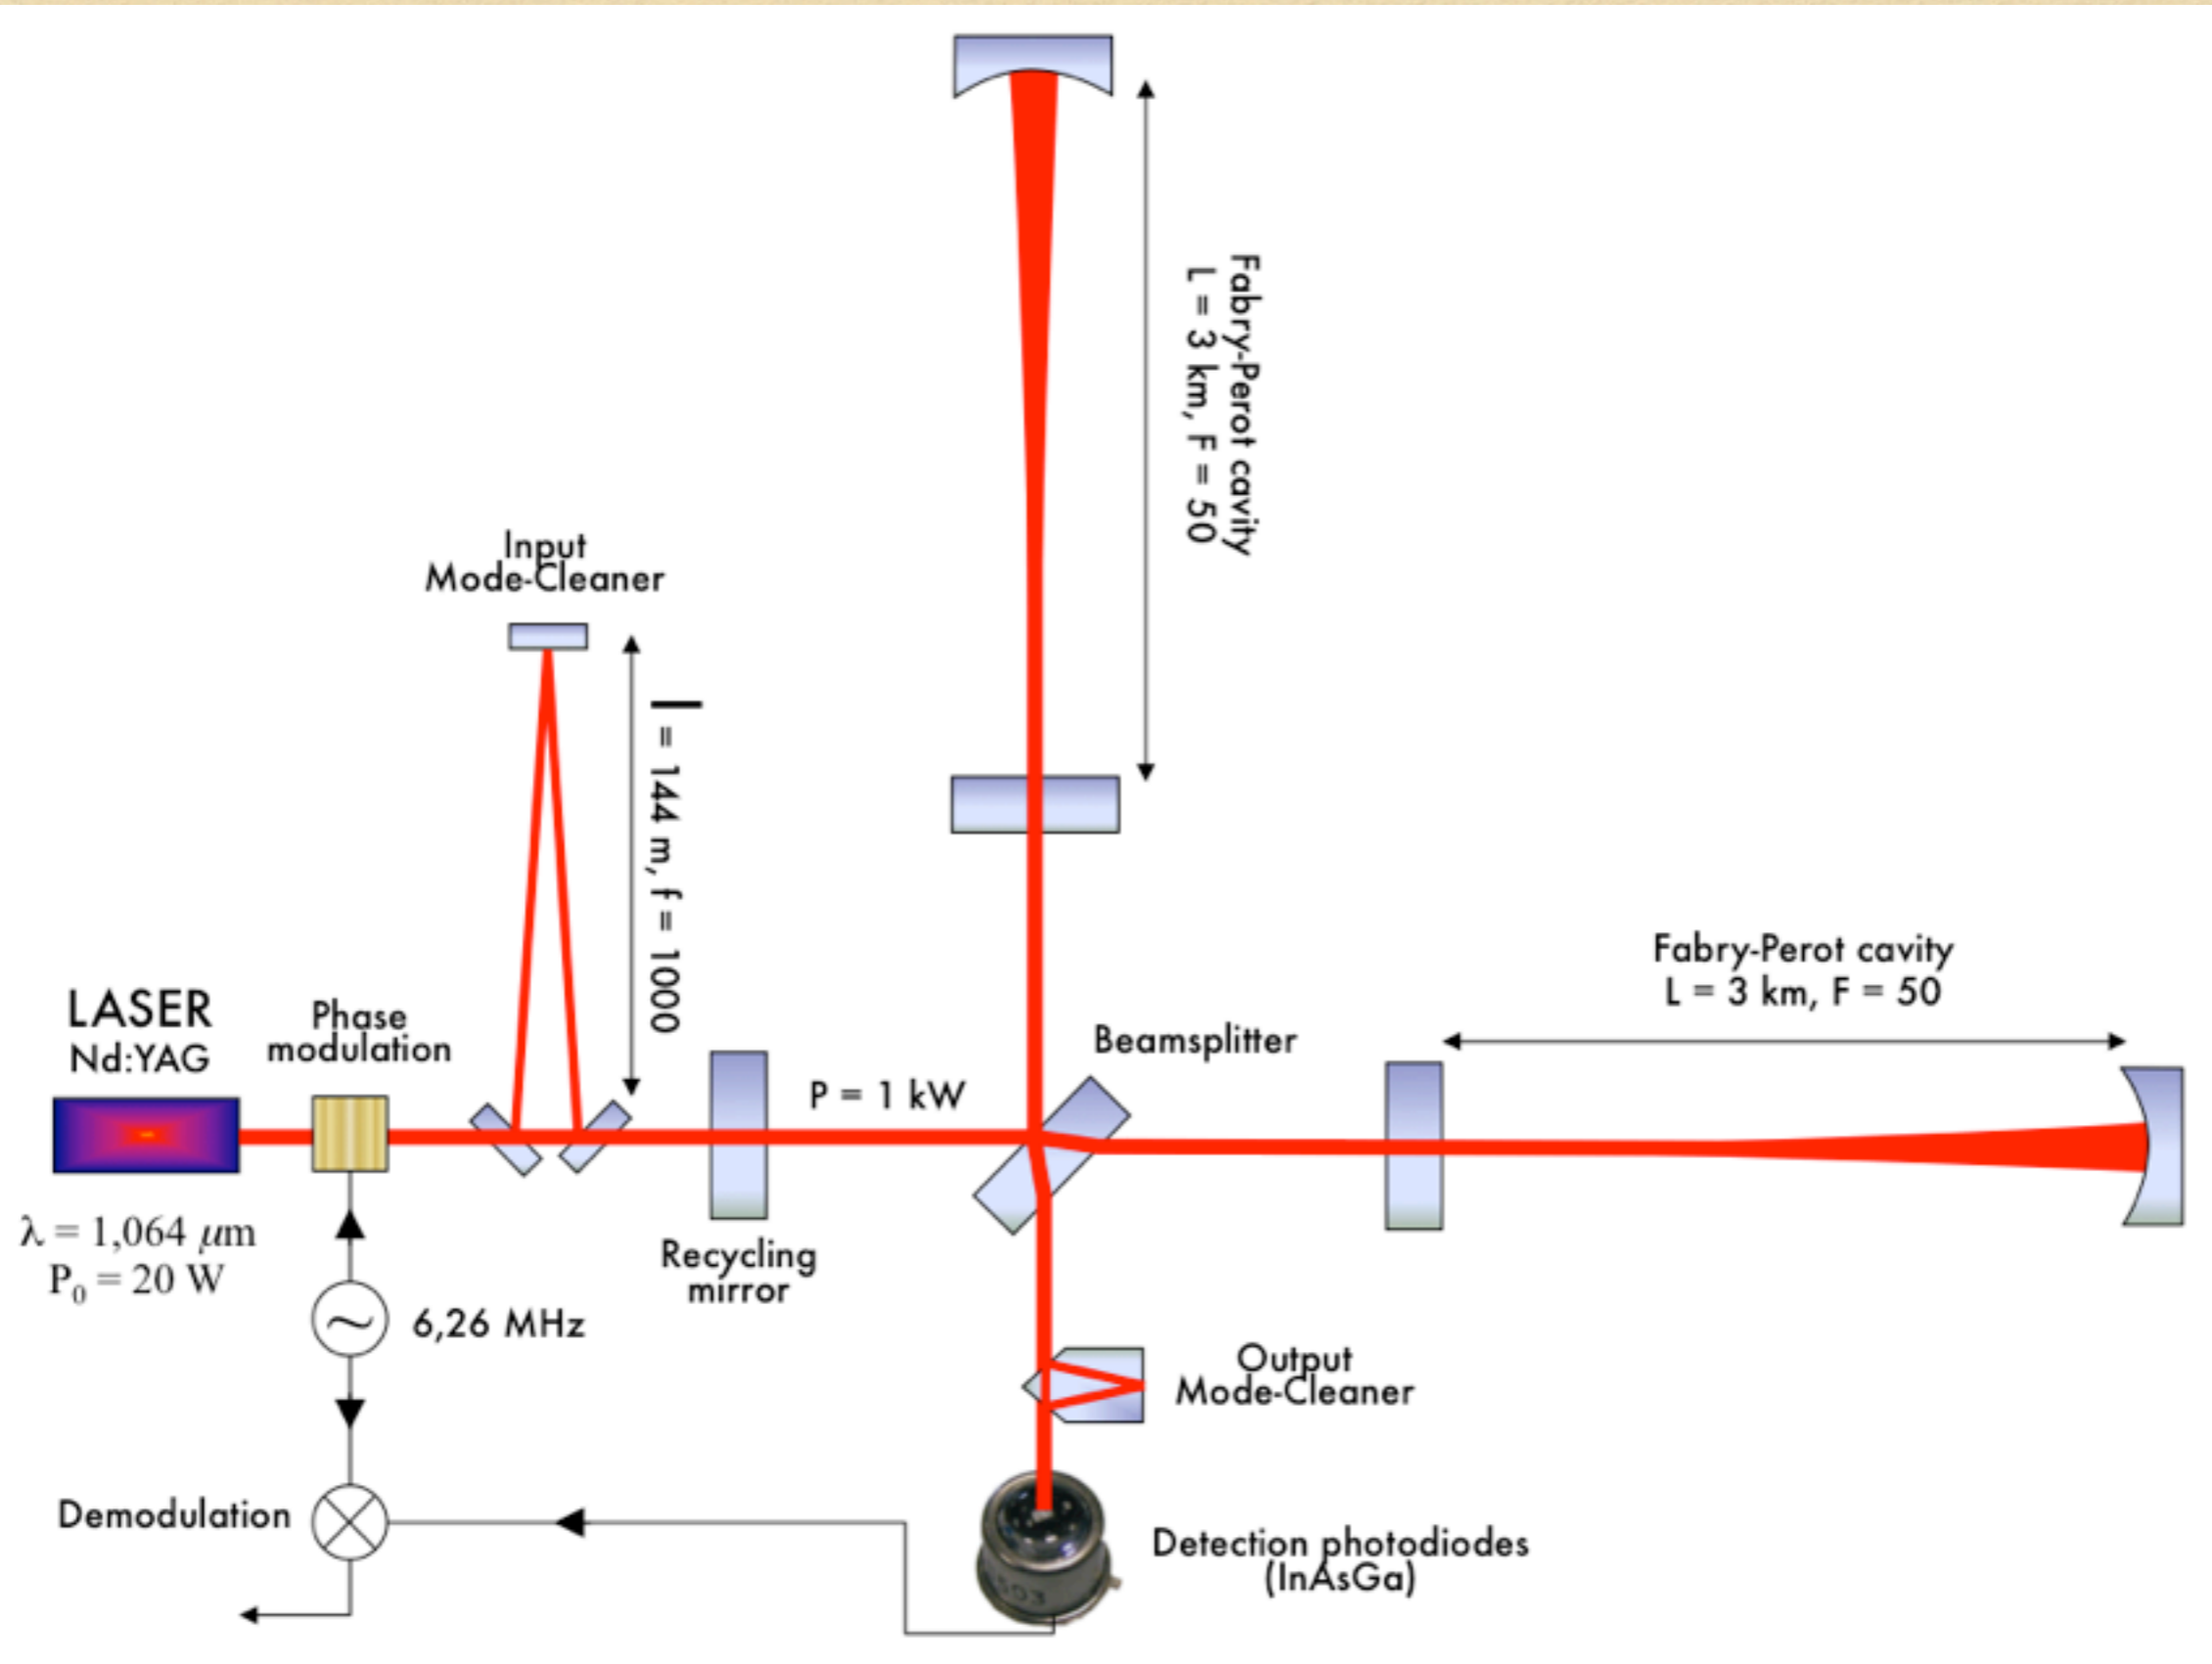 Fabry-Perot cavity
L = 3 km, F = 50
Input
Mode-Cleaner
l = 144 m, f = 1000
LASER
Nd:YAG
Phase
modulation
λ = 1,064 μm
P₀ = 20 W
6,26 MHz
Demodulation
P = 1 kW
Recycling
mirror
Beamsplitter
Fabry-Perot cavity
L = 3 km, F = 50
Output
Mode-Cleaner
Detection photodiodes
(InAsGa)